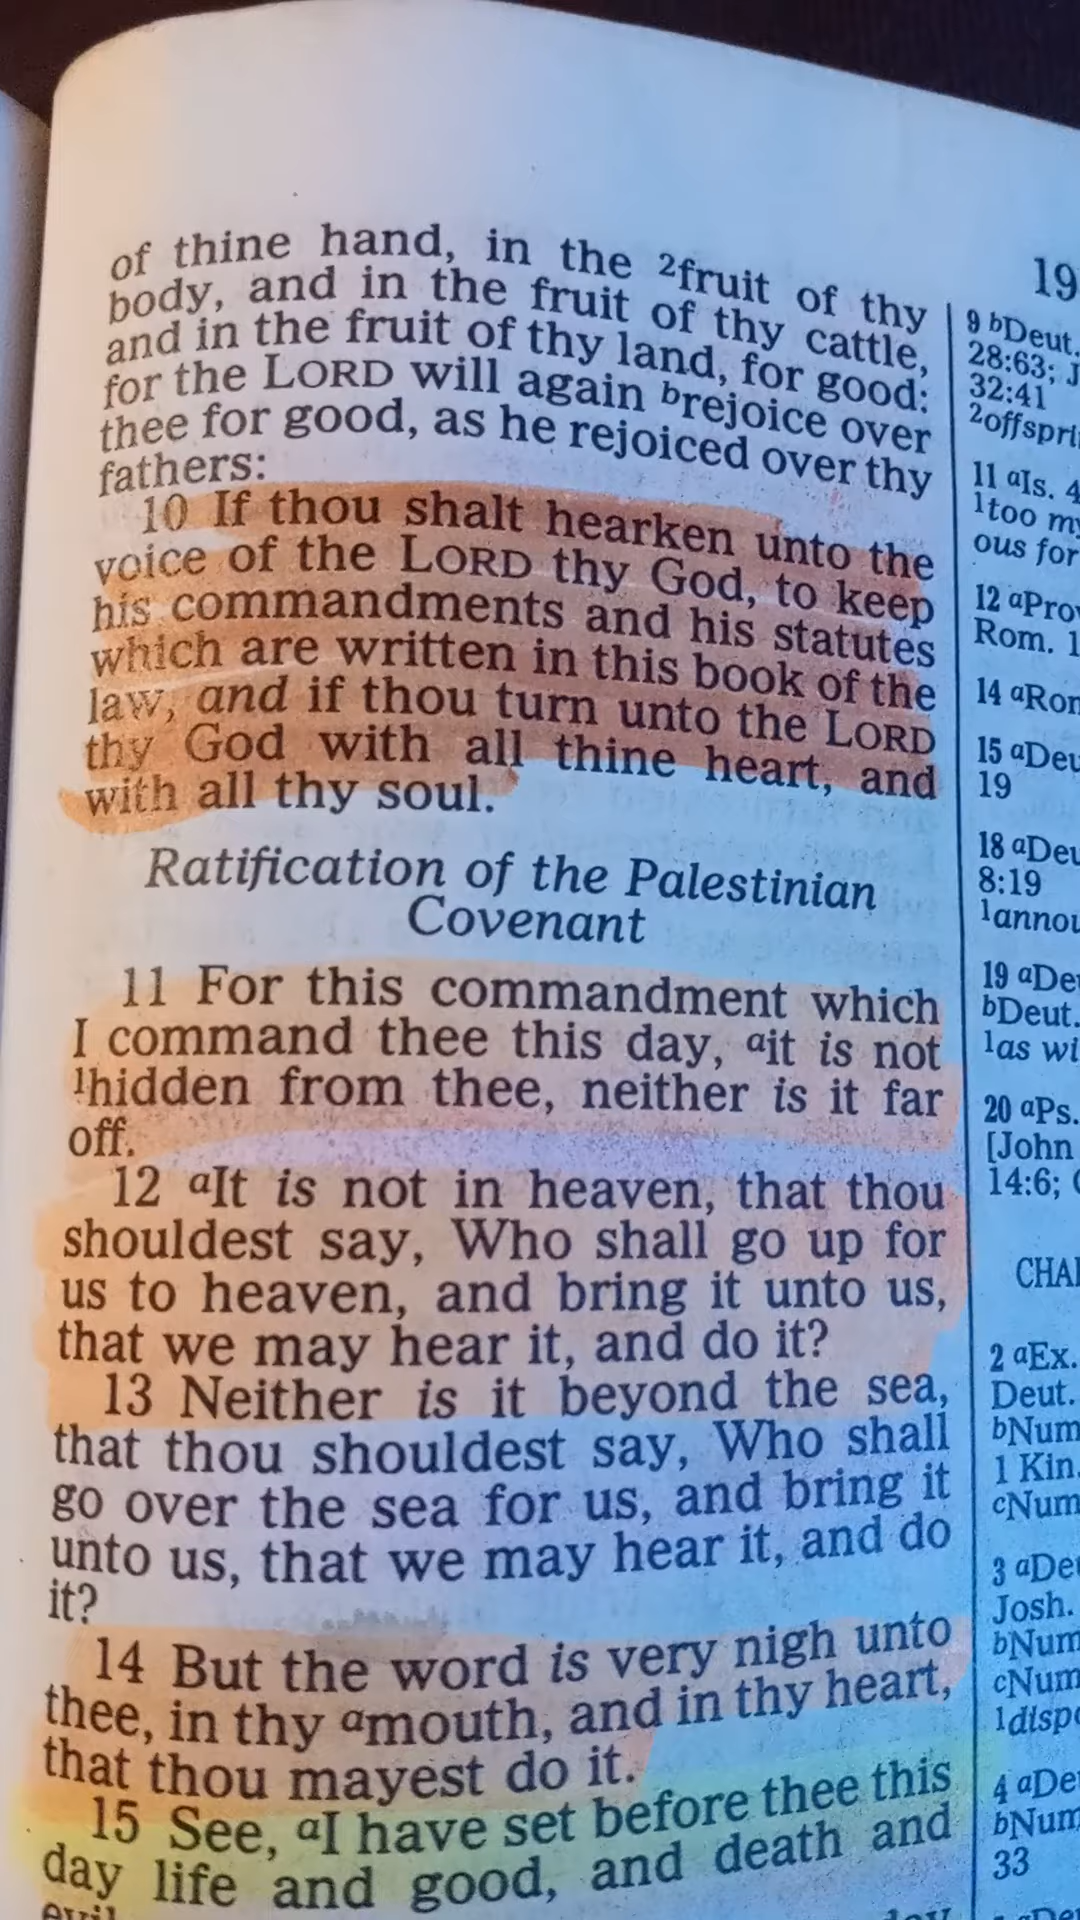 of thine hand, in the ²fruit of thy
body, and in the fruit of thy cattle,
and in the fruit of thy land, for good:
for the LORD will again ᵇrejoice over
thee for good, as he rejoiced over thy
fathers:
10 If thou shalt hearken unto the
voice of the LORD thy God, to keep
his commandments and his statutes
which are written in this book of the
law, and if thou turn unto the LORD
thy God with all thine heart, and
with all thy soul.
Ratification of the Palestinian
Covenant
11 For this commandment which
I command thee this day, ᵃit is not
¹hidden from thee, neither is it far
off.
12 ᵃIt is not in heaven, that thou
shouldest say, Who shall go up for
us to heaven, and bring it unto us,
that we may hear it, and do it?
13 Neither is it beyond the sea,
that thou shouldest say, Who shall
go over the sea for us, and bring it
unto us, that we may hear it, and do
it?
14 But the word is very nigh unto
thee, in thy ᵃmouth, and in thy heart,
that thou mayest do it.
15 See, ᵃI have set before thee this
day life and good, and death and
evil
19
9 ᵇDeut.
28:63; J
32:41
²offspri
11 ᵃIs. 4
¹too my
ous for
12 ᵃPro
Rom. 1
14 ᵃRor
15 ᵃDeu
19
18 ᵃDeu
8:19
¹annou
19 ᵃDe
ᵇDeut.
¹as wi
20 ᵃPs.
[John
14:6;
CHA
2 ᵃEx.
Deut.
ᵇNum
1 Kin.
ᶜNum
3 ᵃDe
Josh.
ᵇNum
ᶜNum
¹dispo
4 ᵃDe
ᵇNum
33